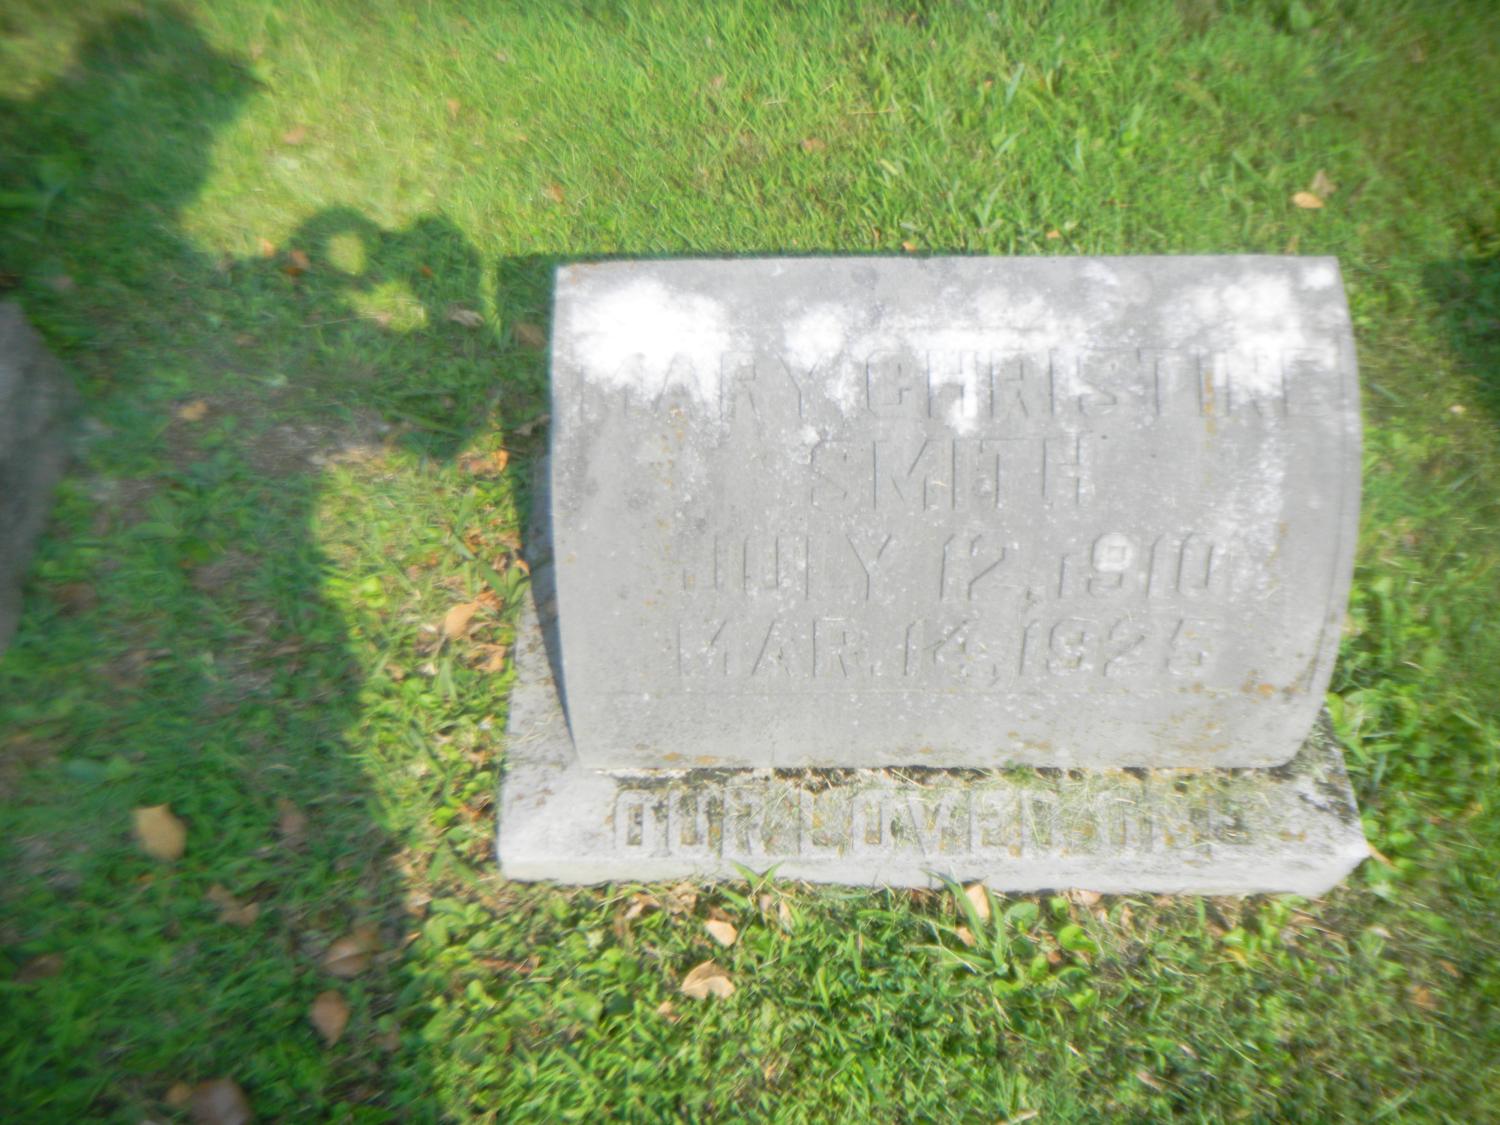 MARY CHRISTINE
SMITH
JULY 12, 1910
MAR. 14, 1925
OUR LOVED ONE